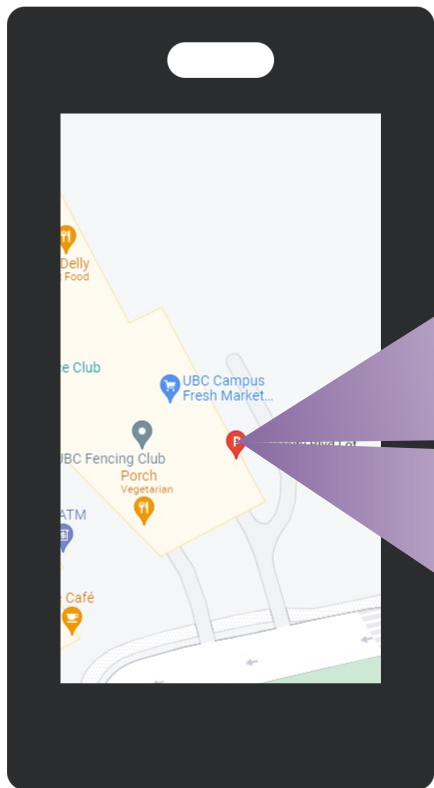 Delly
Food
e Club
UBC Campus
Fresh Market...
UBC Fencing Club
Porch
Vegetarian
ATM
Café
P